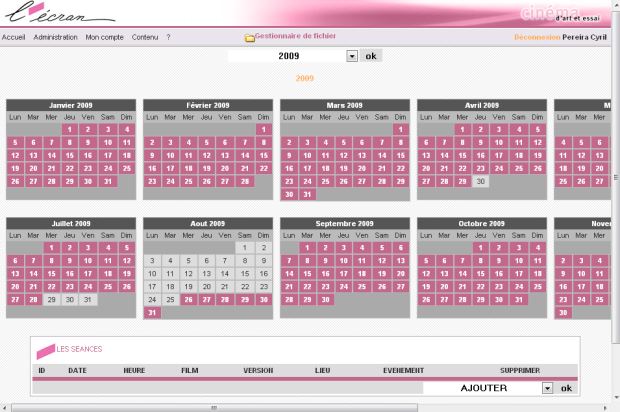 l'écran
cinéma
d'art et essai
Accueil Administration Mon compte Contenu ? Gestionnaire de fichier Déconnexion Pereira Cyril
2009 ok
2009
Janvier 2009 Février 2009 Mars 2009 Avril 2009 M
Lun Mar Mer Jeu Ven Sam Dim Lun Mar Mer Jeu Ven Sam Dim Lun Mar Mer Jeu Ven Sam Dim Lun Mar Mer Jeu Ven Sam Dim Lun Mar Mer
1 2 3 4 1 1 1 2 3 4 5
5 6 7 8 9 10 11 2 3 4 5 6 7 8 2 3 4 5 6 7 8 6 7 8 9 10 11 12 4 5 6
12 13 14 15 16 17 18 9 10 11 12 13 14 15 9 10 11 12 13 14 15 13 14 15 16 17 18 19 11 12 13
19 20 21 22 23 24 25 16 17 18 19 20 21 22 16 17 18 19 20 21 22 20 21 22 23 24 25 26 18 19 20
26 27 28 29 30 31 23 24 25 26 27 28 23 24 25 26 27 28 29 27 28 29 30 25 26 27
30 31
Juillet 2009 Aout 2009 Septembre 2009 Octobre 2009 Nover
Lun Mar Mer Jeu Ven Sam Dim Lun Mar Mer Jeu Ven Sam Dim Lun Mar Mer Jeu Ven Sam Dim Lun Mar Mer Jeu Ven Sam Dim Lun Mar Mer
1 2 3 4 5 1 2 1 2 3 4 5 6 1 2 3 4
6 7 8 9 10 11 12 3 4 5 6 7 8 9 7 8 9 10 11 12 13 5 6 7 8 9 10 11 2 3 4
13 14 15 16 17 18 19 10 11 12 13 14 15 16 14 15 16 17 18 19 20 12 13 14 15 16 17 18 9 10 11
20 21 22 23 24 25 26 17 18 19 20 21 22 23 21 22 23 24 25 26 27 19 20 21 22 23 24 25 16 17 18
27 28 29 30 31 24 25 26 27 28 29 30 28 29 30 26 27 28 29 30 31 23 24 25
31 30
LES SEANCES
ID DATE HEURE FILM VERSION LIEU EVENEMENT SUPPRIMER
AJOUTER ok